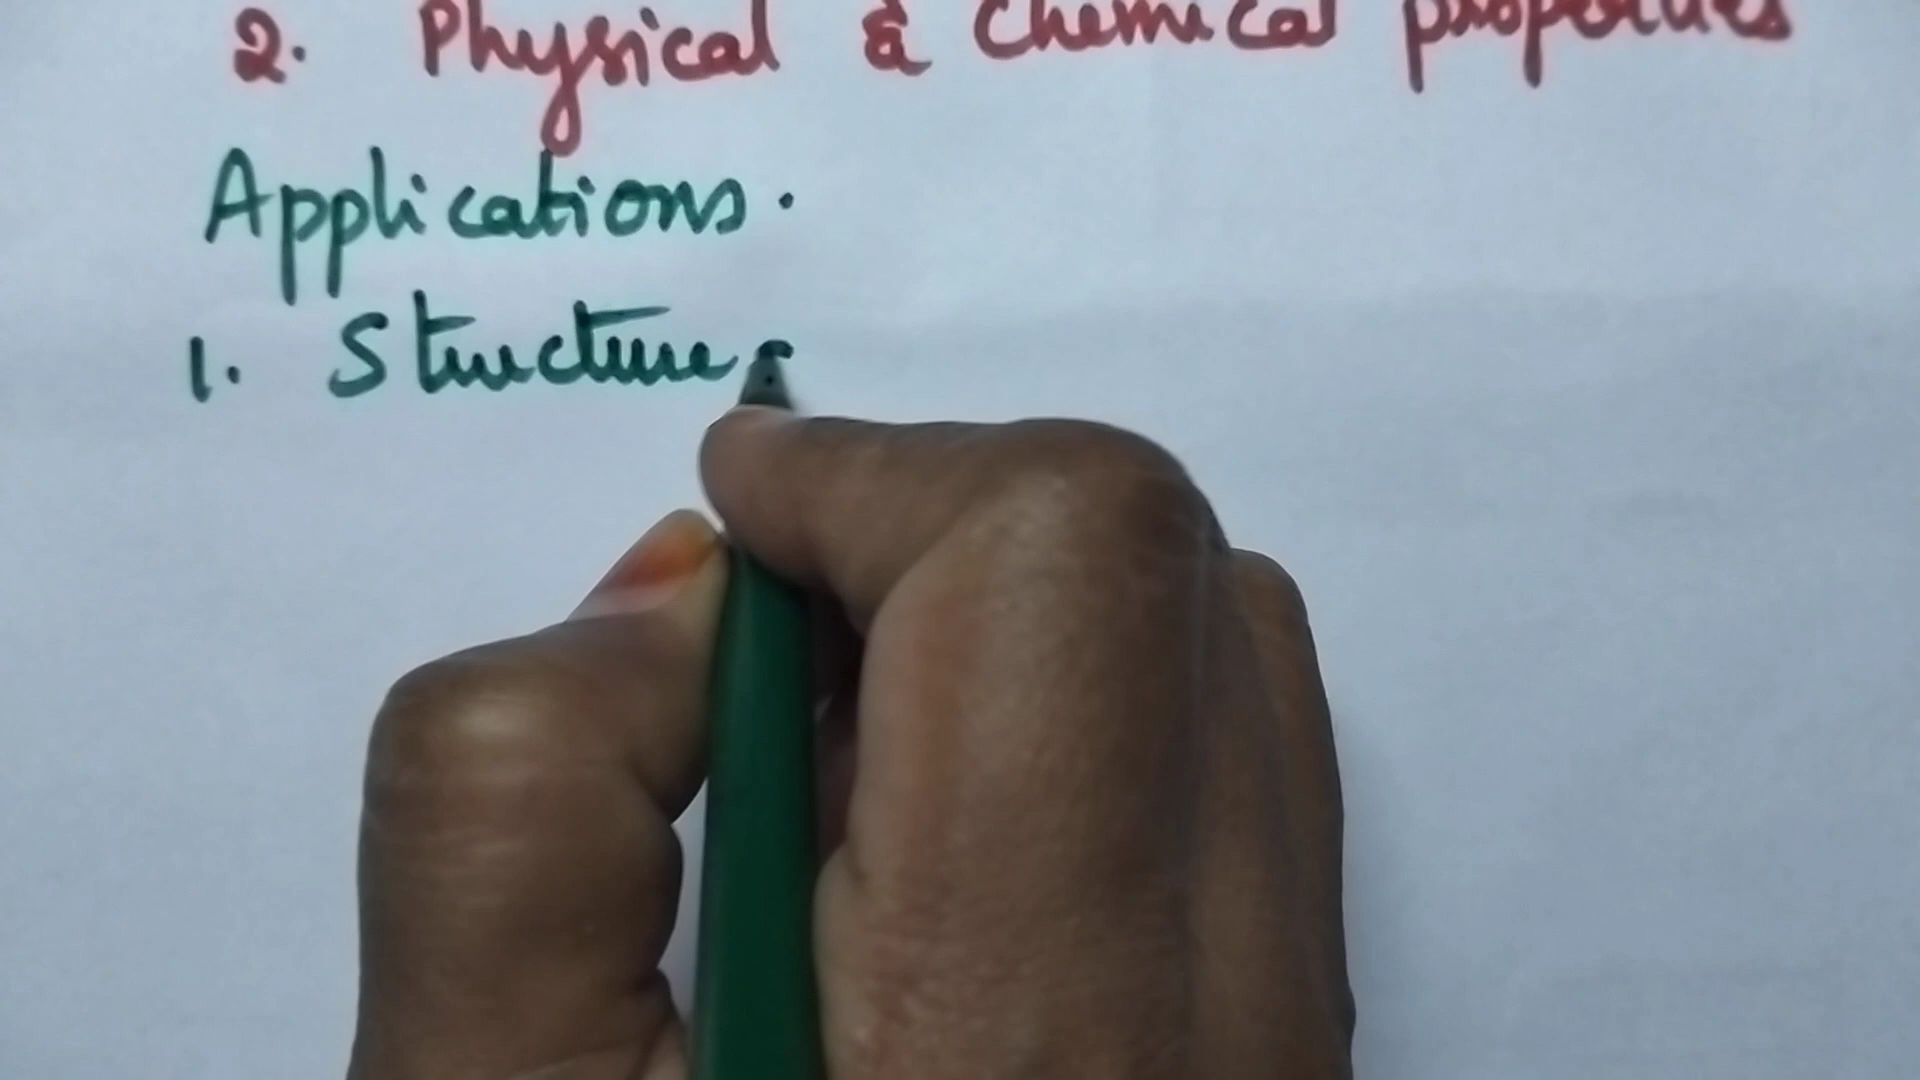 2. Physical & Chemical properties
Applications.
1. Structure